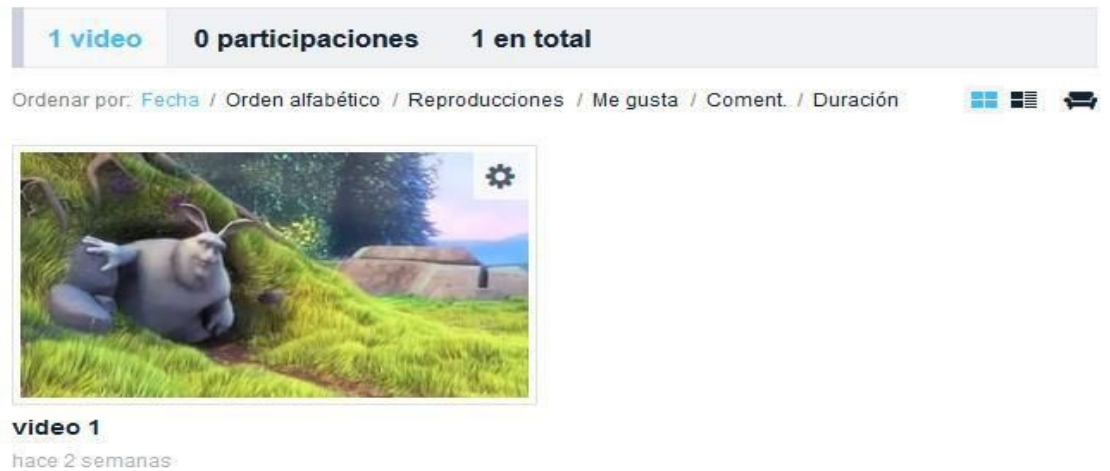 1 video 0 participaciones 1 en total
Ordenar por: Fecha / Orden alfabético / Reproducciones / Me gusta / Coment. / Duración
video 1
hace 2 semanas